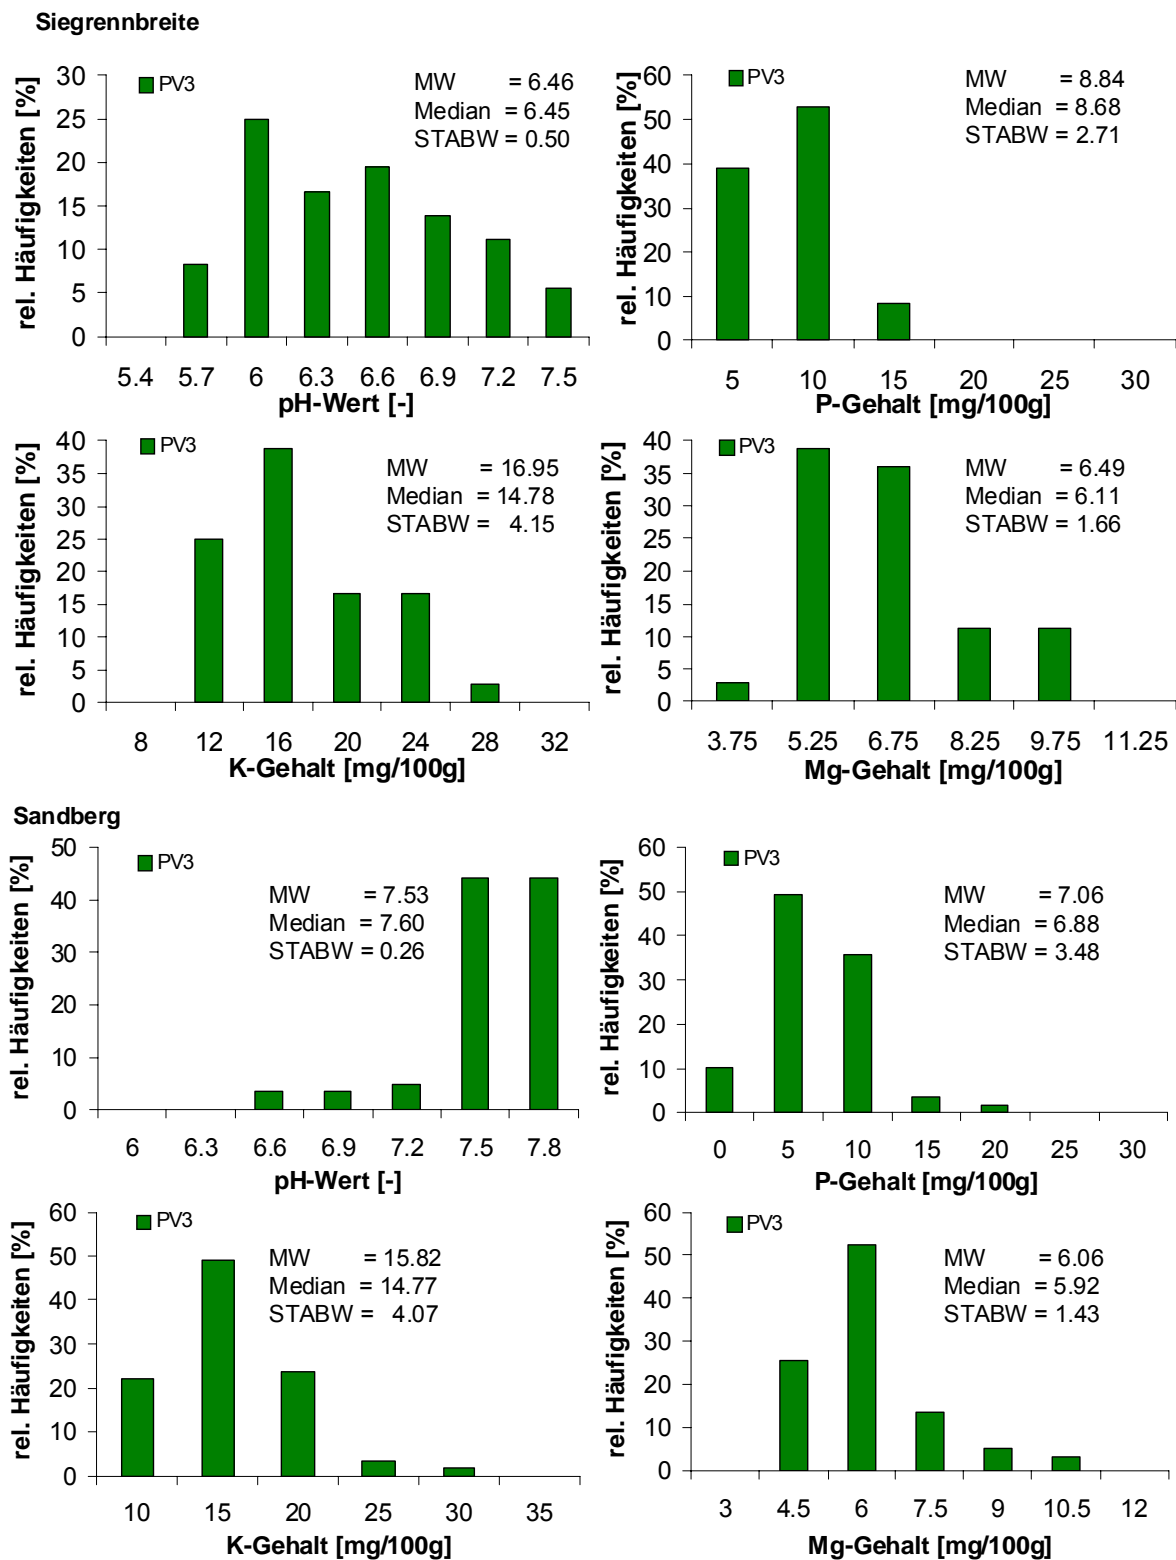 Siegrennbreite
30
25
20
15
10
5
0
rel. Häufigkeiten [%]
PV3
MW = 6.46
Median = 6.45
STABW = 0.50
5.4 5.7 6 6.3 6.6 6.9 7.2 7.5
pH-Wert [-]
60
50
40
30
20
10
0
rel. Häufigkeiten [%]
PV3
MW = 8.84
Median = 8.68
STABW = 2.71
5 10 15 20 25 30
P-Gehalt [mg/100g]
40
35
30
25
20
15
10
5
0
rel. Häufigkeiten [%]
PV3
MW = 16.95
Median = 14.78
STABW = 4.15
8 12 16 20 24 28 32
K-Gehalt [mg/100g]
40
35
30
25
20
15
10
5
0
rel. Häufigkeiten [%]
PV3
MW = 6.49
Median = 6.11
STABW = 1.66
3.75 5.25 6.75 8.25 9.75 11.25
Mg-Gehalt [mg/100g]
Sandberg
50
40
30
20
10
0
rel. Häufigkeiten [%]
PV3
MW = 7.53
Median = 7.60
STABW = 0.26
6 6.3 6.6 6.9 7.2 7.5 7.8
pH-Wert [-]
60
50
40
30
20
10
0
rel. Häufigkeiten [%]
PV3
MW = 7.06
Median = 6.88
STABW = 3.48
0 5 10 15 20 25 30
P-Gehalt [mg/100g]
60
50
40
30
20
10
0
rel. Häufigkeiten [%]
PV3
MW = 15.82
Median = 14.77
STABW = 4.07
10 15 20 25 30 35
K-Gehalt [mg/100g]
60
50
40
30
20
10
0
rel. Häufigkeiten [%]
PV3
MW = 6.06
Median = 5.92
STABW = 1.43
3 4.5 6 7.5 9 10.5 12
Mg-Gehalt [mg/100g]